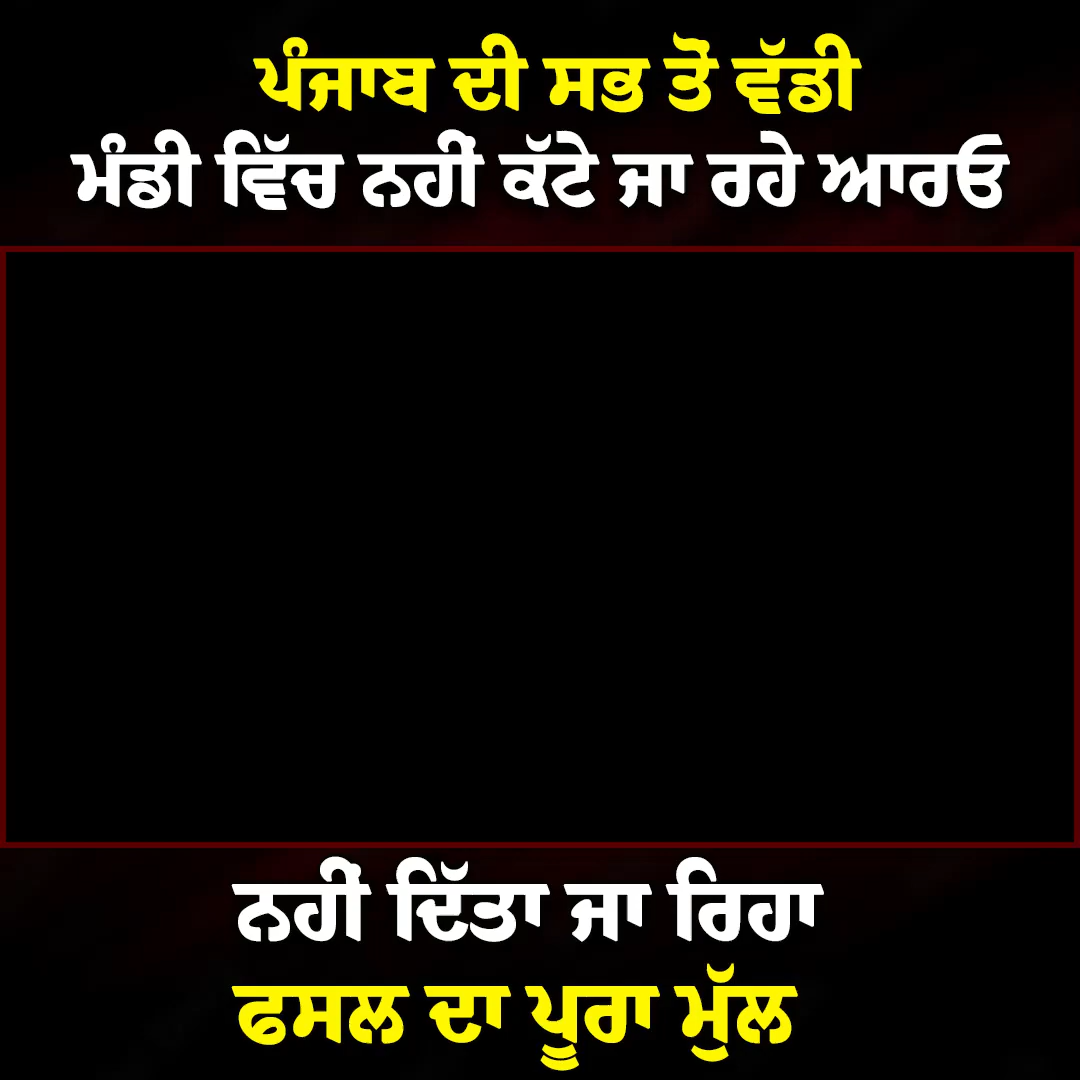 ਪੰਜਾਬ ਦੀ ਸਭ ਤੋਂ ਵੱਡੀ
ਮੰਡੀ ਵਿੱਚ ਨਹੀਂ ਕੱਟੇ ਜਾ ਰਹੇ ਆਰਓ
ਨਹੀਂ ਦਿੱਤਾ ਜਾ ਰਿਹਾ
ਫਸਲ ਦਾ ਪੂਰਾ ਮੁੱਲ